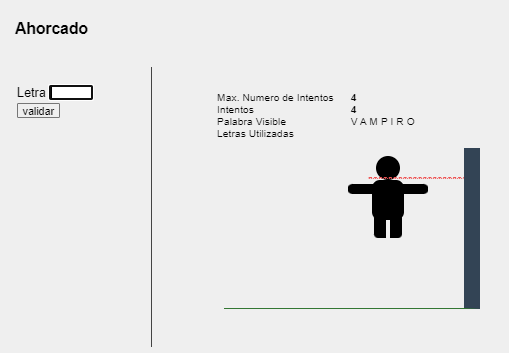 Ahorcado
Letra
validar
Max. Numero de Intentos 4
Intentos 4
Palabra Visible V A M P I R O
Letras Utilizadas